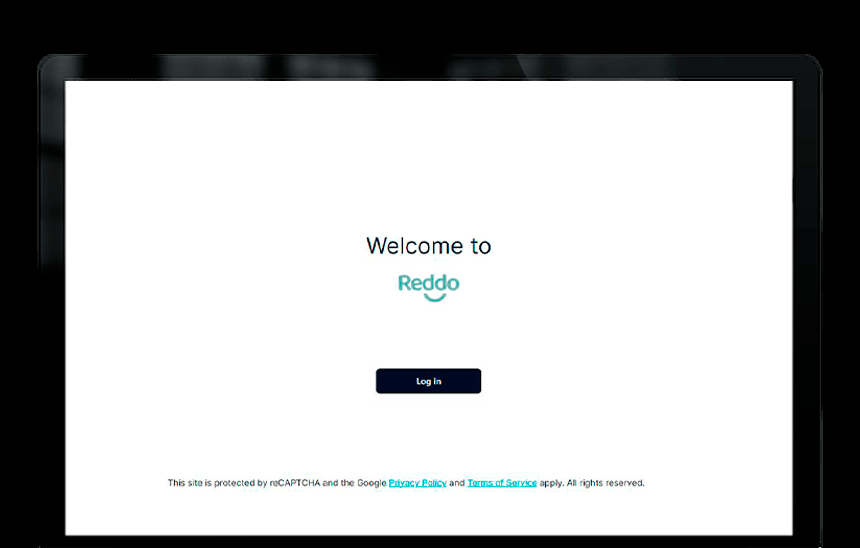 Welcome to
Reddo
Log in
This site is protected by reCAPTCHA and the Google Privacy Policy and Terms of Service apply. All rights reserved.